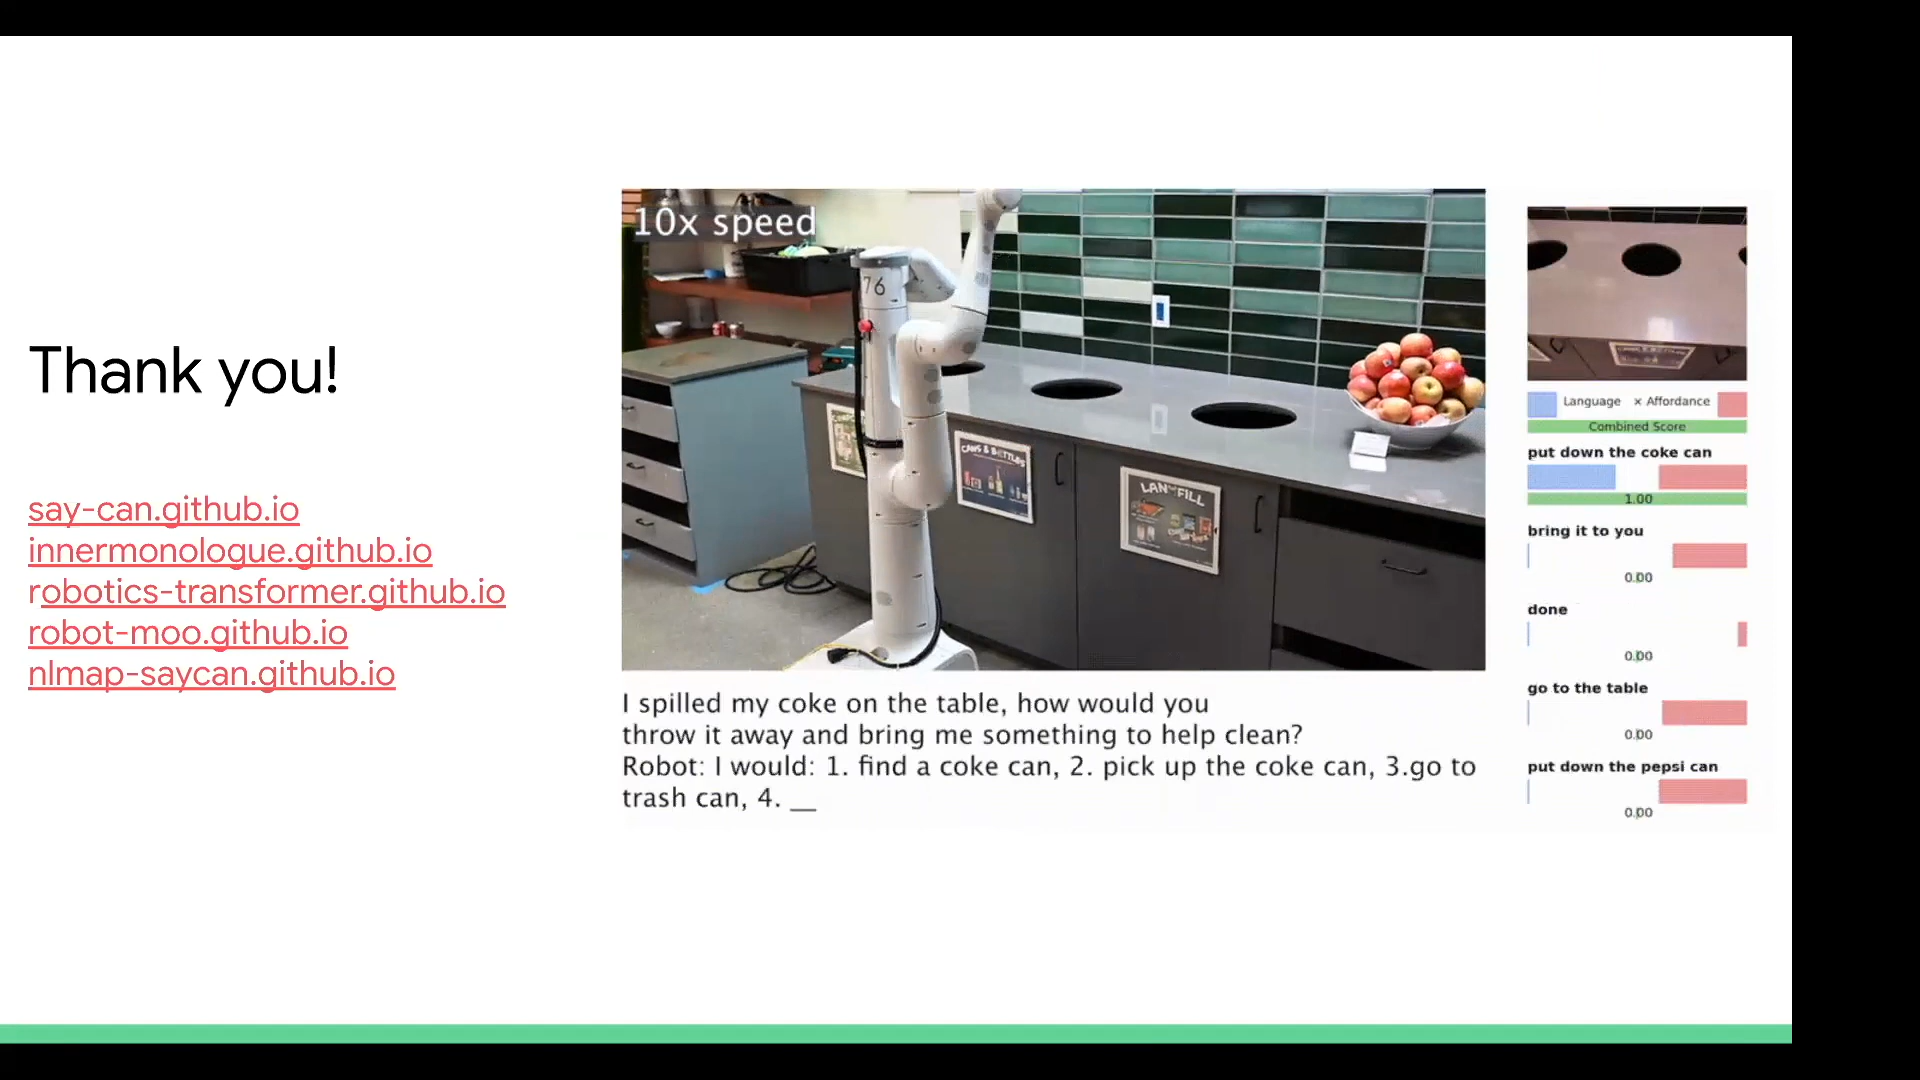 Thank you!
say-can.github.io
innermonologue.github.io
robotics-transformer.github.io
robot-moo.github.io
nlmap-saycan.github.io
10x speed
76
CANS & BOTTLES
LANDFILL
I spilled my coke on the table, how would you
throw it away and bring me something to help clean?
Robot: I would: 1. find a coke can, 2. pick up the coke can, 3.go to
trash can, 4. __
Language × Affordance
Combined Score
put down the coke can
1.00
bring it to you
0.00
done
0.00
go to the table
0.00
put down the pepsi can
0.00